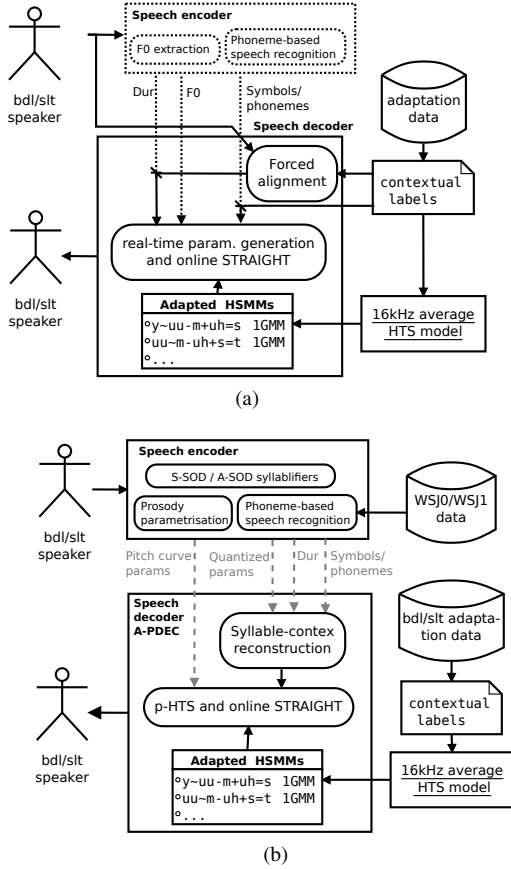 Speech encoder
F0 extraction
Phoneme-based
speech recognition
bdl/slt
speaker
Dur
F0
Symbols/
phonemes
adaptation
data
Speech decoder
Forced
alignment
contextual
labels
real-time param. generation
and online STRAIGHT
bdl/slt
speaker
Adapted HSMMs
y~uu-m+uh=s 1GMM
uu~m-uh+s=t 1GMM
...
16kHz average
HTS model
(a)
Speech encoder
S-SOD / A-SOD syllablifiers
Prosody
parametrisation
Phoneme-based
speech recognition
bdl/slt
speaker
WSJ0/WSJ1
data
Pitch curve
params
Quantized
params
Dur
Symbols/
phonemes
Speech
decoder
A-PDEC
Syllable-contex
reconstruction
bdl/slt adapta-
tion data
p-HTS and online STRAIGHT
contextual
labels
bdl/slt
speaker
Adapted HSMMs
y~uu-m+uh=s 1GMM
uu~m-uh+s=t 1GMM
...
16kHz average
HTS model
(b)